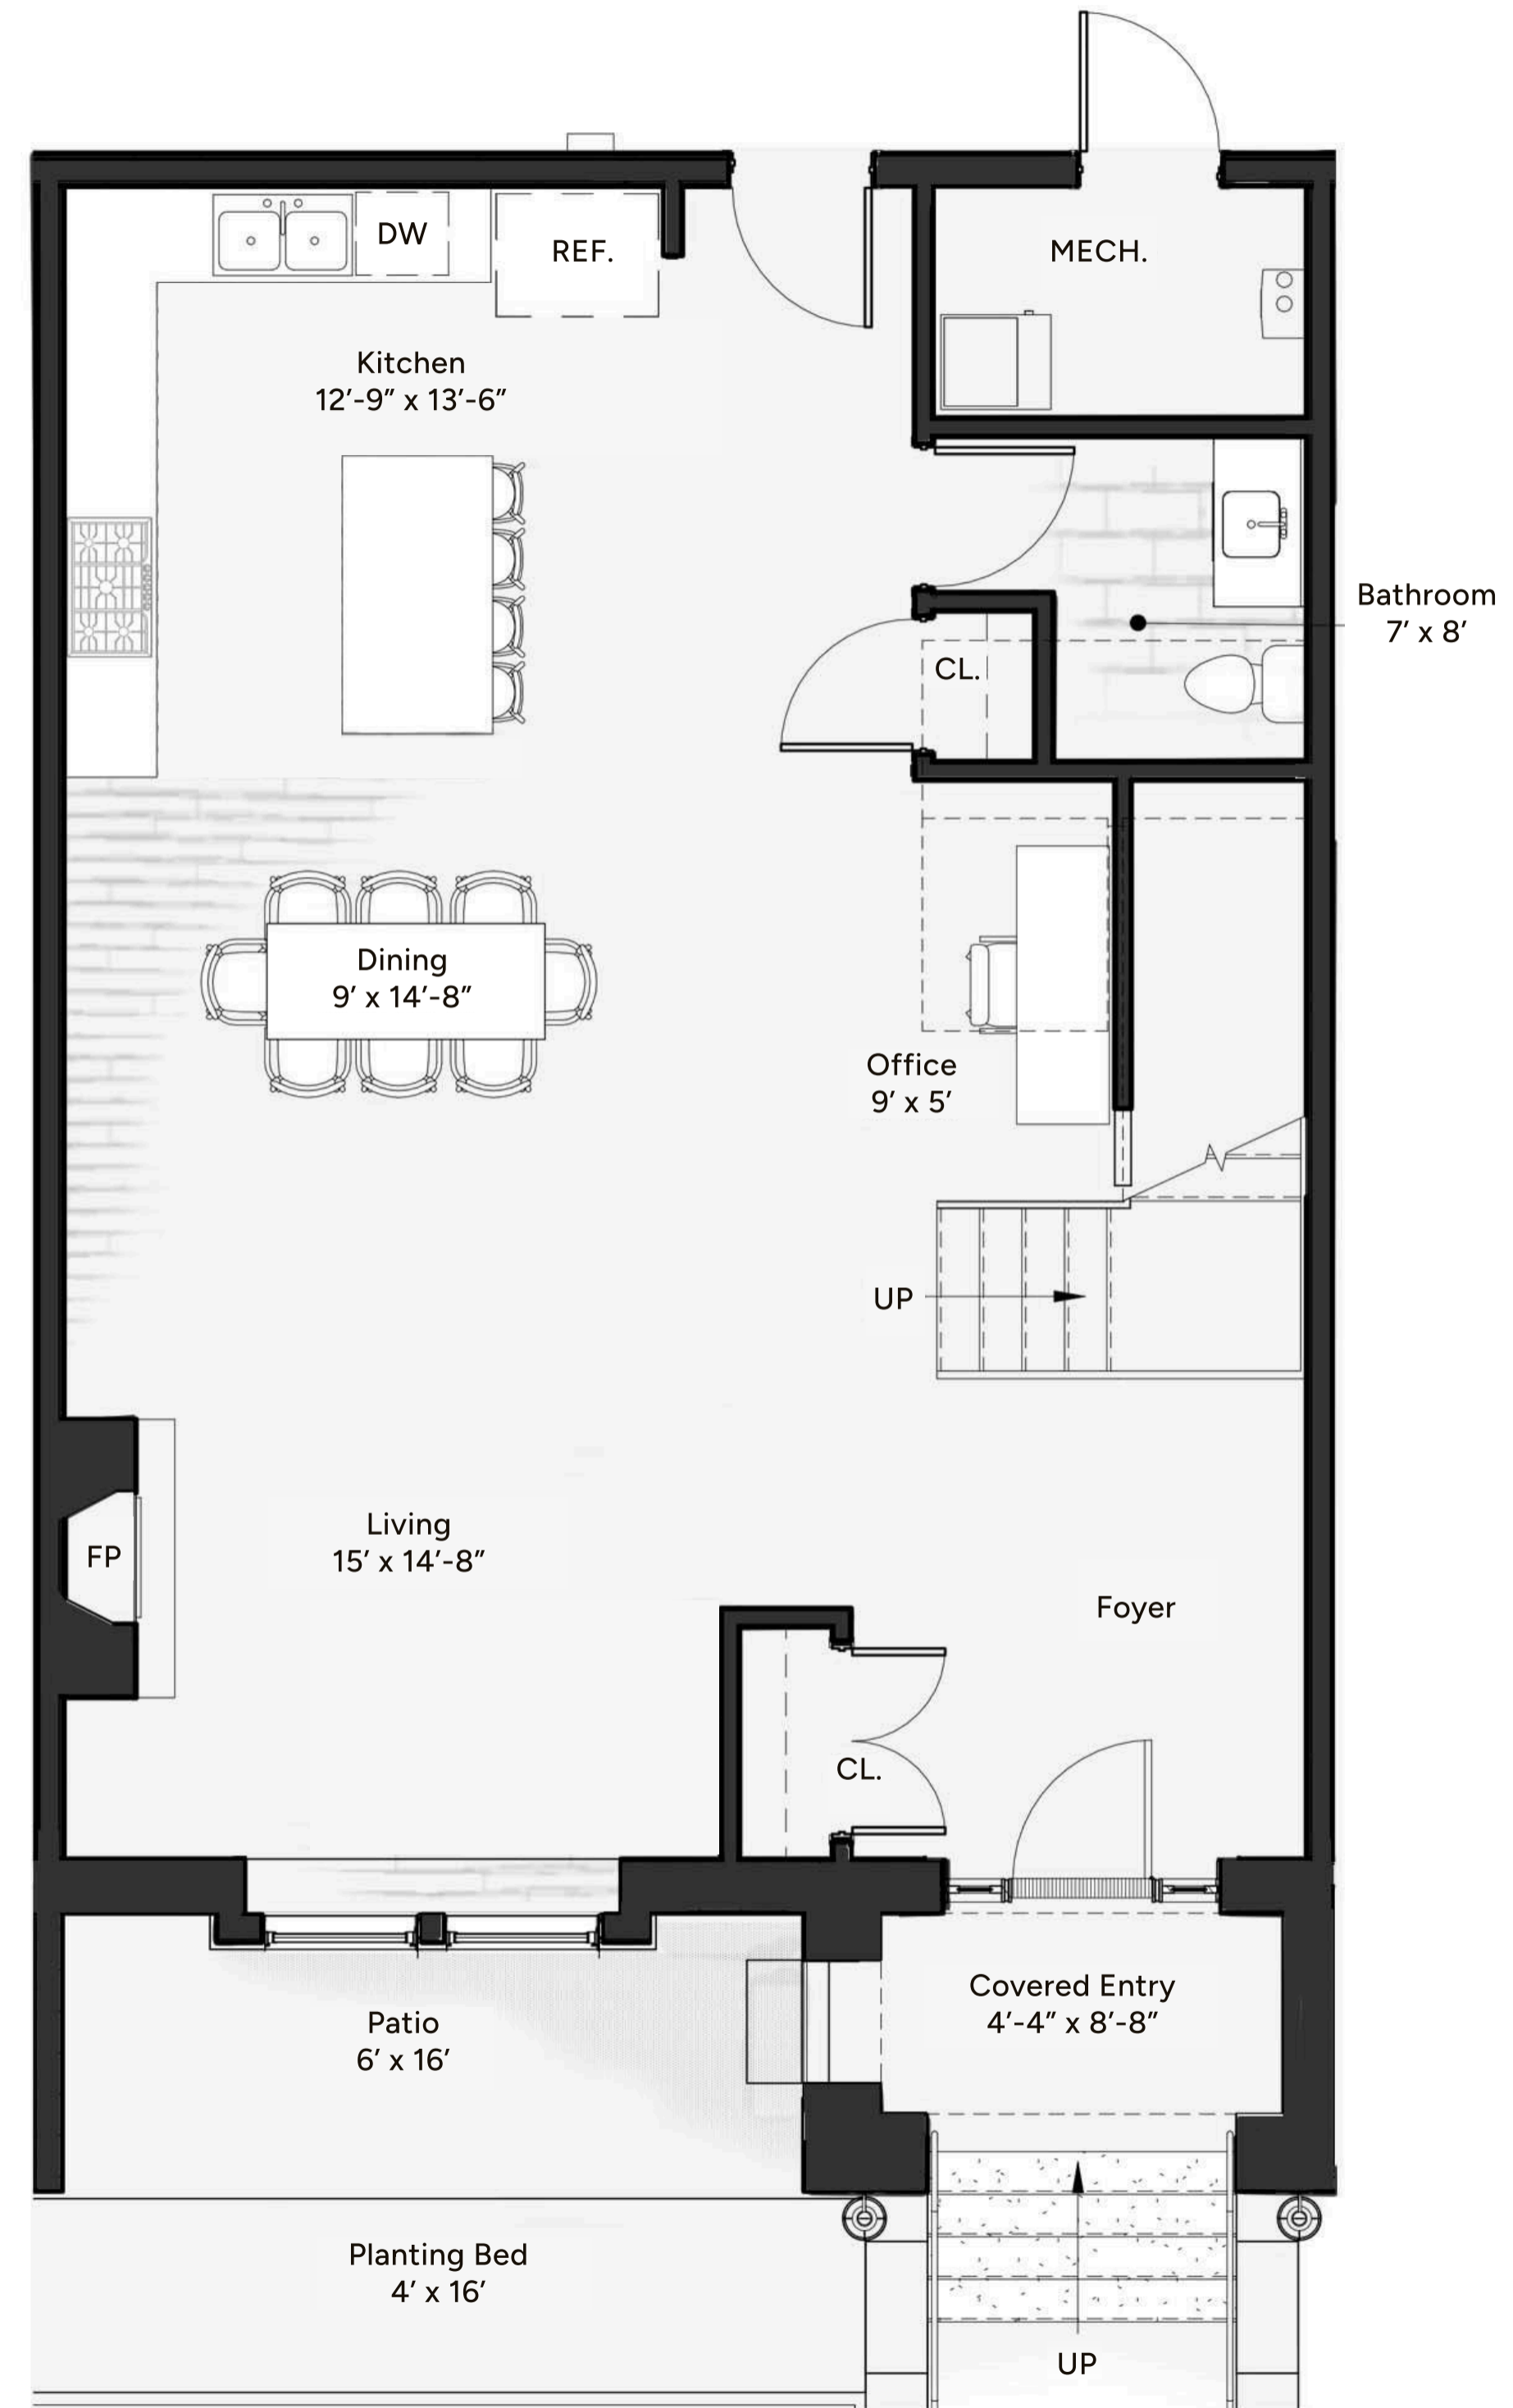 DW
REF.
MECH.
Kitchen
12’-9” x 13’-6”
Bathroom
7’ x 8’
CL.
Dining
9’ x 14’-8”
Office
9’ x 5’
UP
Living
15’ x 14’-8”
FP
Foyer
CL.
Covered Entry
4’-4” x 8’-8”
Patio
6’ x 16’
Planting Bed
4’ x 16’
UP